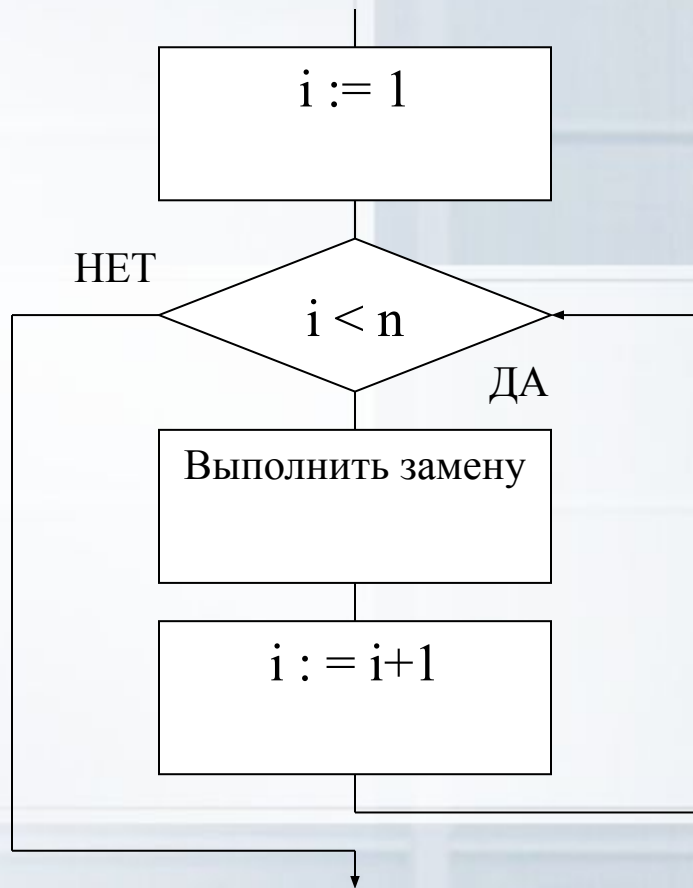 i := 1
НЕТ
i < n
ДА
Выполнить замену
i : = i+1